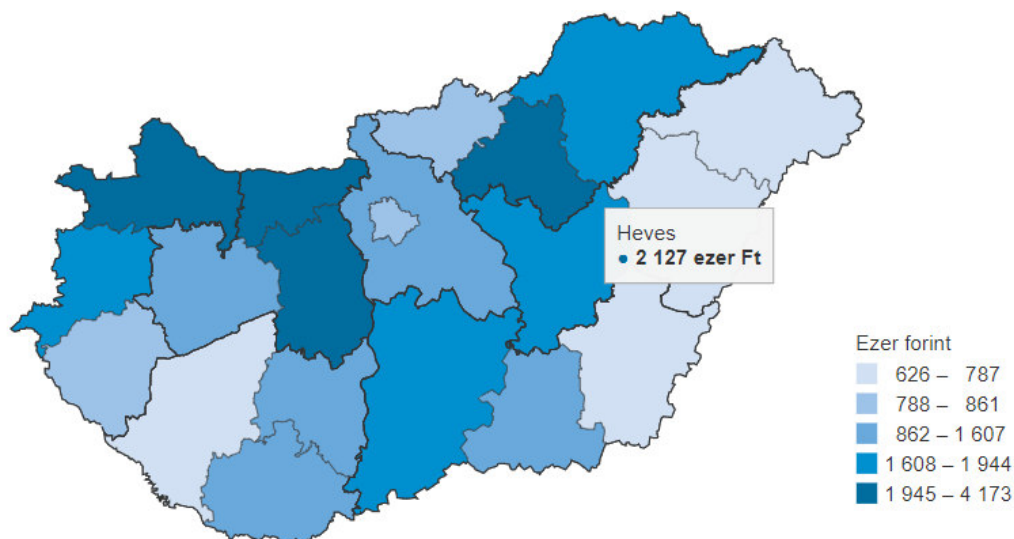 Heves
● 2 127 ezer Ft
Ezer forint
626 – 787
788 – 861
862 – 1 607
1 608 – 1 944
1 945 – 4 173